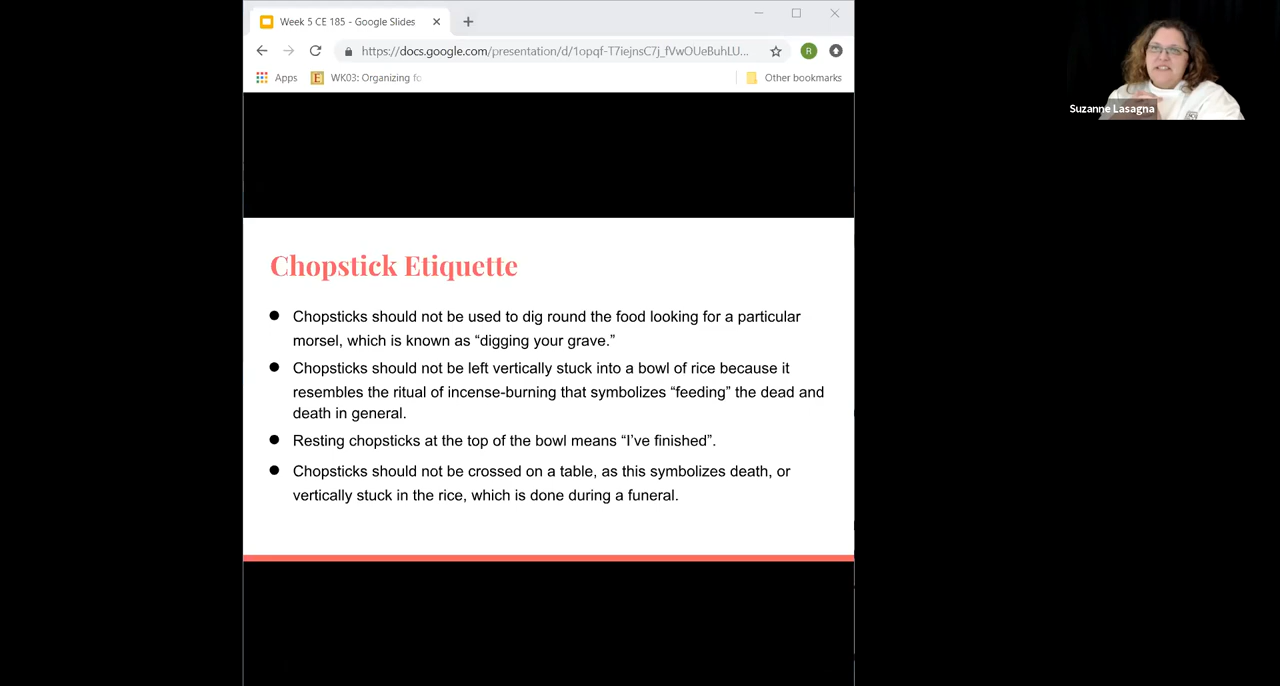 Week 5 CE 185 - Google Slides
https://docs.google.com/presentation/d/1opqf-T7iejnsC7j_fVwOUeBuhLU...
R
Apps
E
WK03: Organizing fo
Other bookmarks
Suzanne Lasagna
Chopstick Etiquette
Chopsticks should not be used to dig round the food looking for a particular
morsel, which is known as “digging your grave.”
Chopsticks should not be left vertically stuck into a bowl of rice because it
resembles the ritual of incense-burning that symbolizes “feeding” the dead and
death in general.
Resting chopsticks at the top of the bowl means “I’ve finished”.
Chopsticks should not be crossed on a table, as this symbolizes death, or
vertically stuck in the rice, which is done during a funeral.